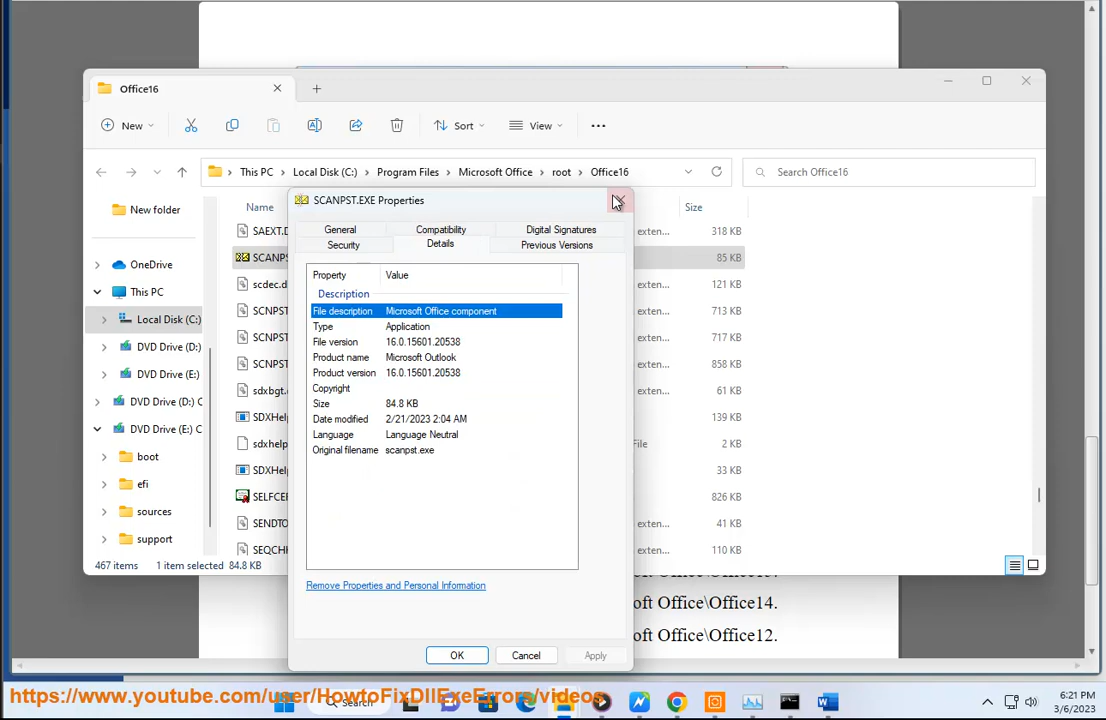 Office16
New
Sort
View
This PC
Local Disk (C:)
Program Files
Microsoft Office
root
Office16
Search Office16
New folder
OneDrive
This PC
Local Disk (C:)
DVD Drive (D:)
DVD Drive (E:)
DVD Drive (D:) C
DVD Drive (E:) C
boot
efi
sources
support
Name
Size
SAEXT.D
exten...
318 KB
SCANP
85 KB
scdec.d
exten...
121 KB
SCNPST
exten...
713 KB
SCNPST
exten...
717 KB
SCNPST
exten...
858 KB
sdxbgt.
exten...
61 KB
SDXHel
139 KB
sdxhelp
File
2 KB
SDXHel
33 KB
SELFCEF
826 KB
SENDTO
exten...
41 KB
SEQCHK
exten...
110 KB
467 items
1 item selected 84.8 KB
SCANPST.EXE Properties
General
Compatibility
Digital Signatures
Security
Details
Previous Versions
Property
Value
Description
File description Microsoft Office component
Type Application
File version 16.0.15601.20538
Product name Microsoft Outlook
Product version 16.0.15601.20538
Copyright
Size 84.8 KB
Date modified 2/21/2023 2:04 AM
Language Language Neutral
Original filename scanpst.exe
Remove Properties and Personal Information
OK
Cancel
Apply
oft Office\Office14.
oft Office\Office12.
https://www.youtube.com/user/HowtoFixDllExeErrors/videos
Search
6:21 PM
3/6/2023